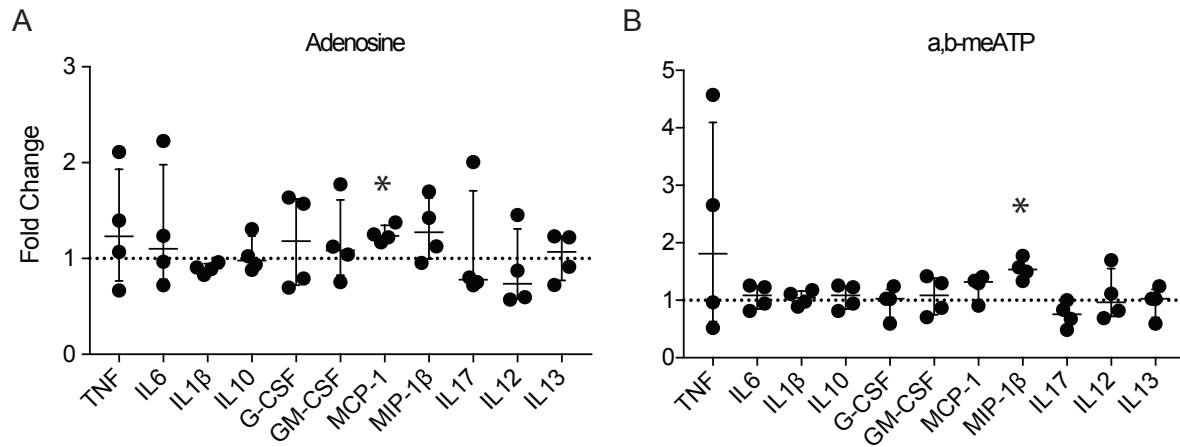 A
Adenosine
Fold Change
3
2
1
0
*
TNF
IL6
IL1β
IL10
G-CSF
GM-CSF
MCP-1
MIP-1β
IL17
IL12
IL13
B
a,b-meATP
5
4
3
2
1
0
*
TNF
IL6
IL1β
IL10
G-CSF
GM-CSF
MCP-1
MIP-1β
IL17
IL12
IL13